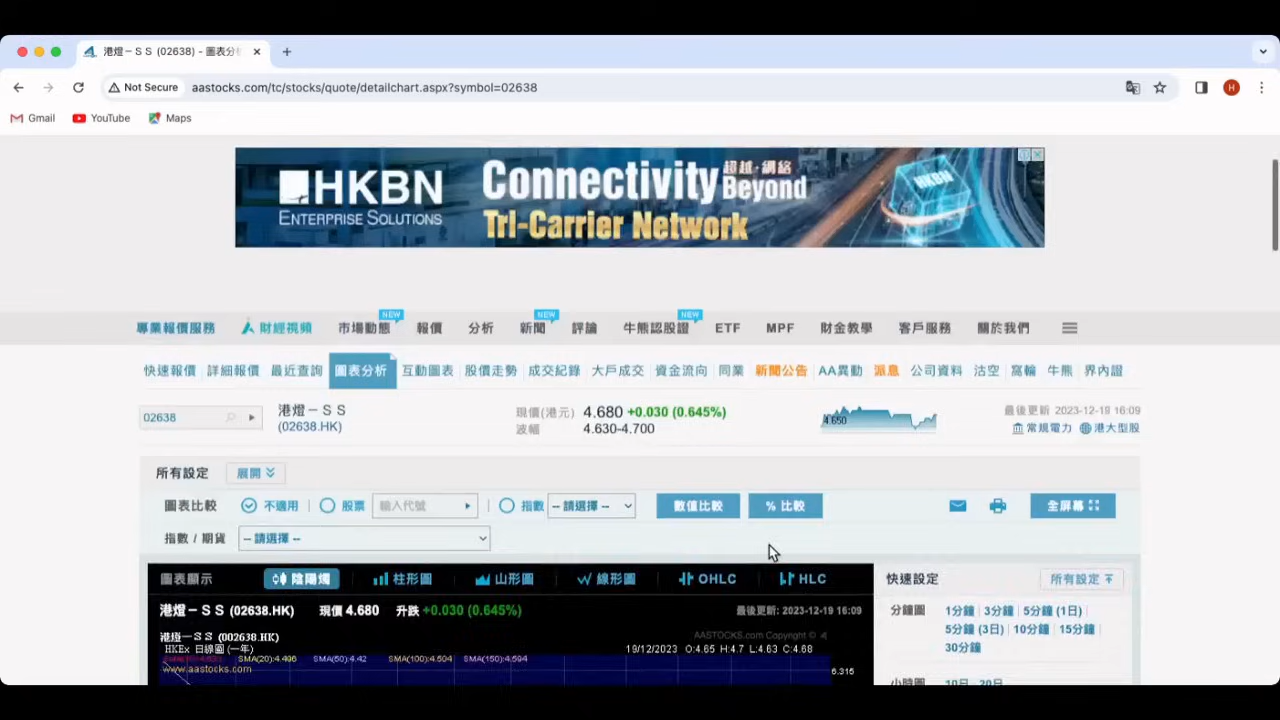 港燈－ＳＳ (02638) - 圖表分
Not Secure
aastocks.com/tc/stocks/quote/detailchart.aspx?symbol=02638
H
Gmail
YouTube
Maps
HKBN
ENTERPRISE SOLUTIONS
Connectivity 超越·網絡
Beyond
Tri-Carrier Network
HKBN
NEW NEW NEW
專業報價服務 財經視頻 市場動態 報價 分析 新聞 評論 牛熊認股證 ETF MPF 財金教學 客戶服務 關於我們
快速報價 詳細報價 最近查詢 圖表分析 互動圖表 股價走勢 成交紀錄 大戶成交 資金流向 同業 新聞公告 AA異動 派息 公司資料 沽空 窩輪 牛熊 界內證
02638
港燈－ＳＳ
(02638.HK)
現價(港元) 4.680 +0.030 (0.645%)
波幅 4.630-4.700
4.650
最後更新 2023-12-19 16:09
常規電力 港大型股
所有設定 展開
圖表比較 不適用 | 股票 輸入代號 | 指數 -- 請選擇 -- 數值比較 % 比較 全屏幕
指數 / 期貨 -- 請選擇 --
圖表顯示 陰陽燭 柱形圖 山形圖 線形圖 OHLC HLC
港燈－ＳＳ (02638.HK) 現價 4.680 升跌 +0.030 (0.645%) 最後更新: 2023-12-19 16:09
港燈－ＳＳ (002638.HK) AASTOCKS.com Copyright ©
HKEx 日線圖 (一年) 19/12/2023 O:4.65 H:4.7 L:4.63 C:4.68
SMA(20):4.496 SMA(50):4.42 SMA(100):4.504 SMA(150):4.594
www.aastocks.com
6.315
快速設定 所有設定
分鐘圖 1分鐘 | 3分鐘 | 5分鐘 (1日) |
5分鐘 (3日) | 10分鐘 | 15分鐘 |
30分鐘
小時圖 10日 20日